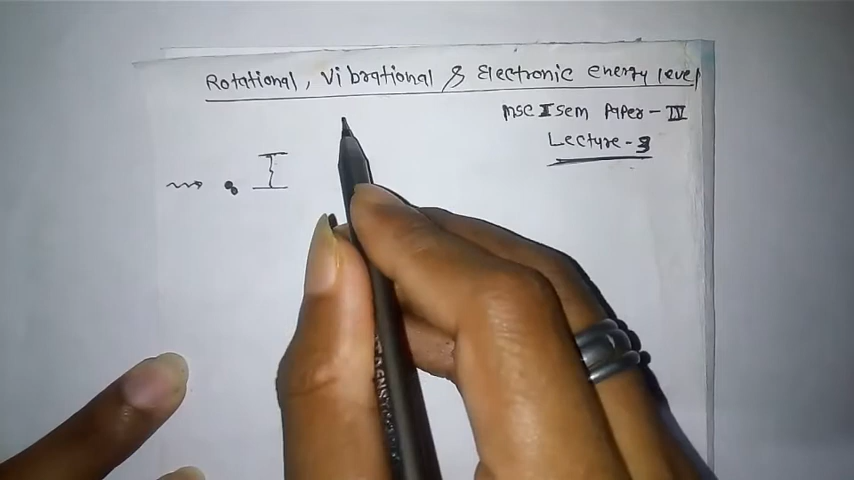 Rotational, Vibrational & Electronic energy level
MSC I sem Paper - IV
Lecture - 3